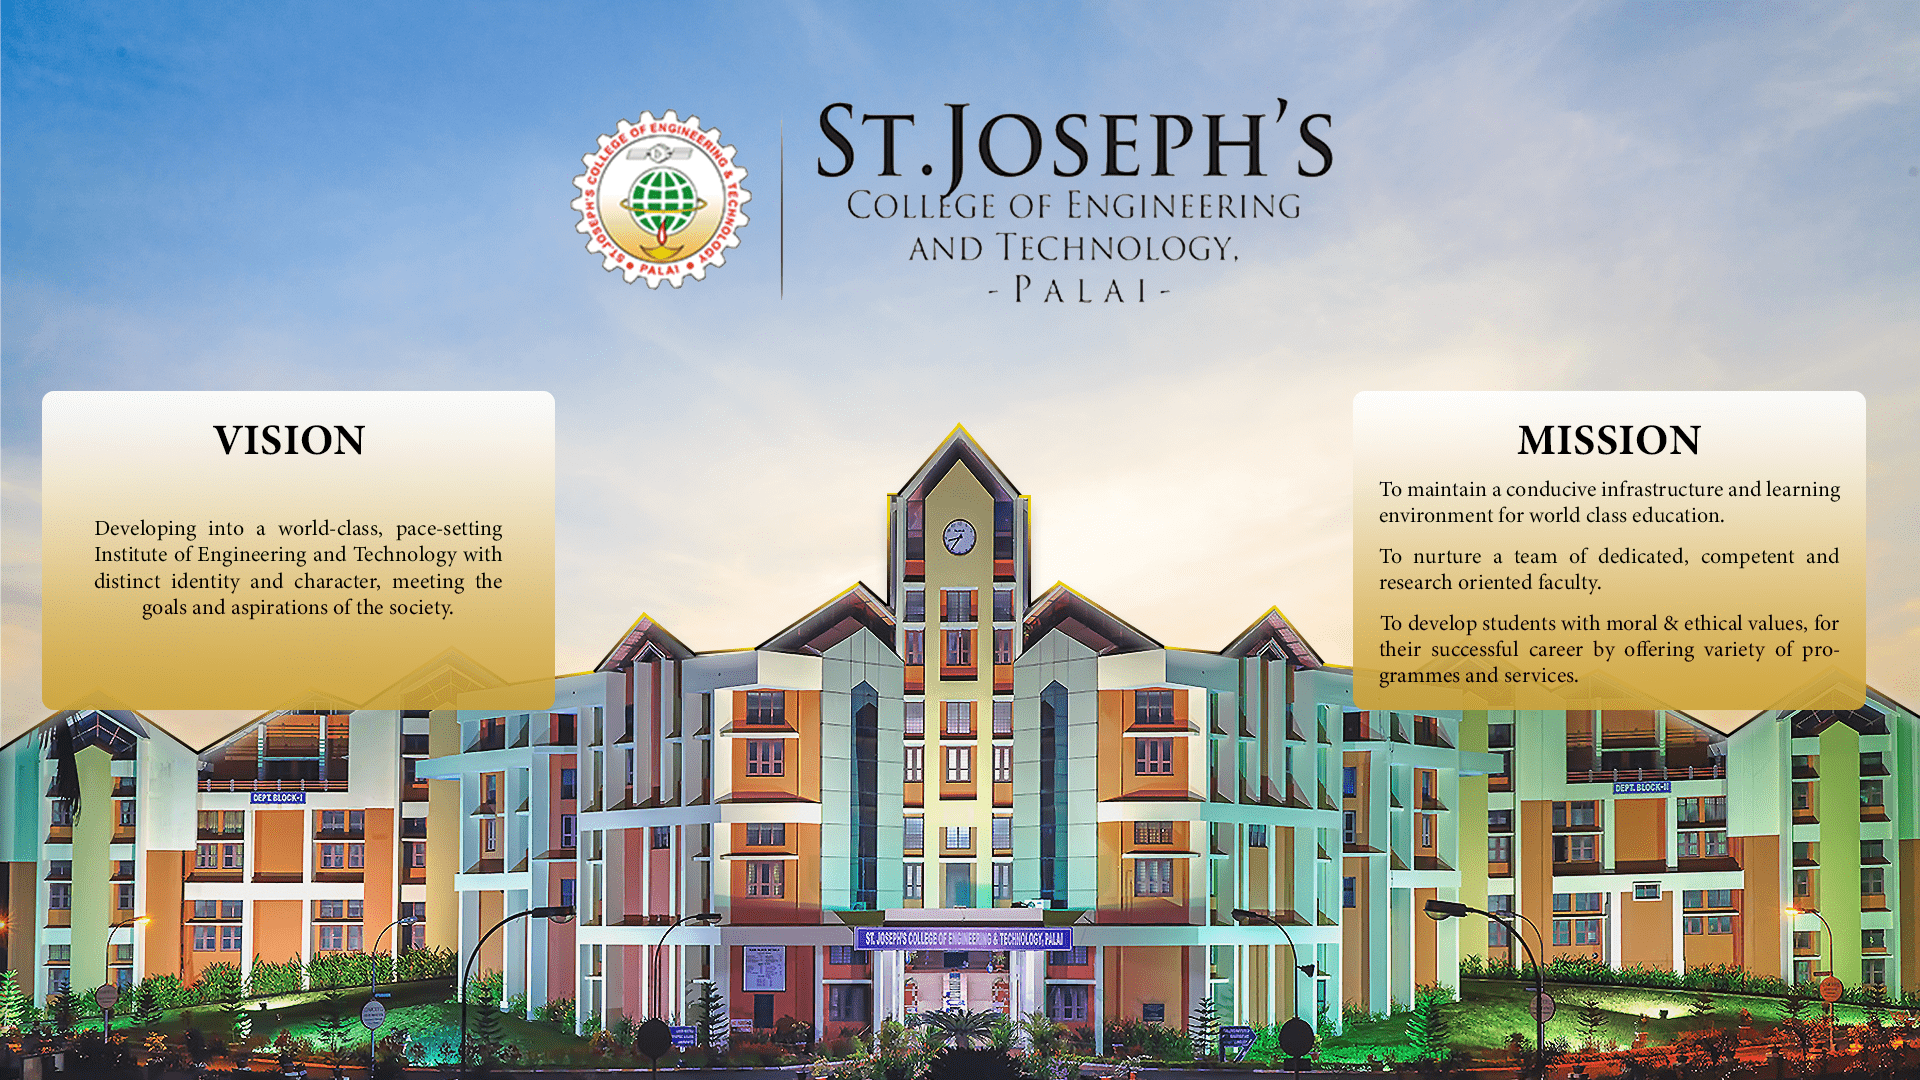 ST.JOSEPH'S COLLEGE OF ENGINEERING & TECHNOLOGY
• PALAI •
ST.JOSEPH'S
COLLEGE OF ENGINEERING
AND TECHNOLOGY,
- PALAI -
VISION
Developing into a world-class, pace-setting
Institute of Engineering and Technology with
distinct identity and character, meeting the
goals and aspirations of the society.
MISSION
To maintain a conducive infrastructure and learning
environment for world class education.
To nurture a team of dedicated, competent and
research oriented faculty.
To develop students with moral & ethical values, for
their successful career by offering variety of pro-
grammes and services.
DEPT. BLOCK-I
DEPT. BLOCK-II
ST. JOSEPH'S COLLEGE OF ENGINEERING & TECHNOLOGY, PALAI